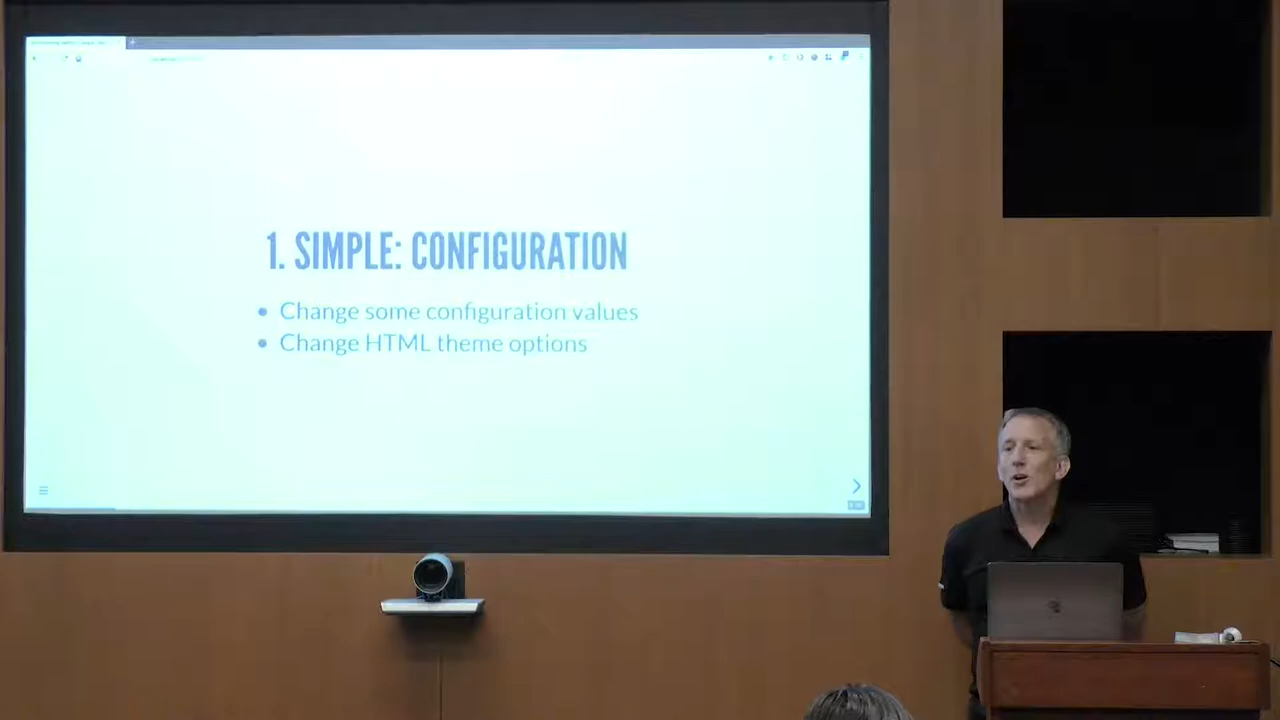 1. SIMPLE: CONFIGURATION
Change some configuration values
Change HTML theme options